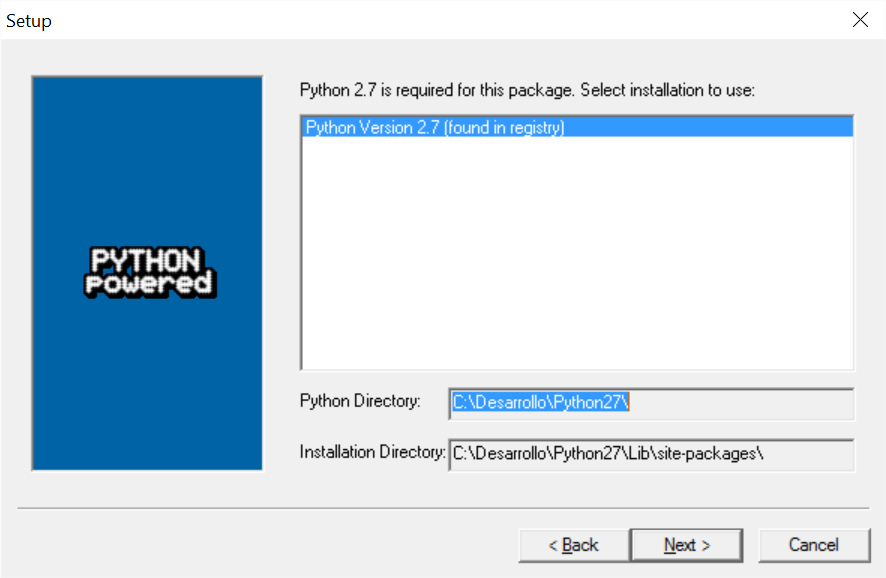 Setup
Python 2.7 is required for this package. Select installation to use:
Python Version 2.7 (found in registry)
PYTHON
powered
Python Directory: C:\Desarrollo\Python27\
Installation Directory: C:\Desarrollo\Python27\Lib\site-packages\
< Back Next > Cancel